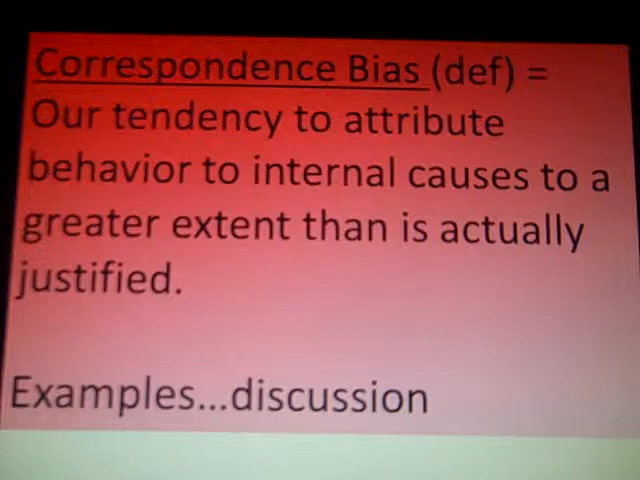 Correspondence Bias (def) =
Our tendency to attribute
behavior to internal causes to a
greater extent than is actually
justified.
Examples...discussion